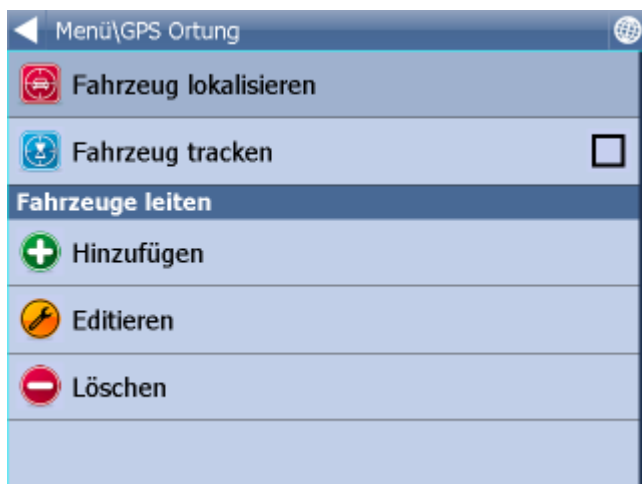 Menü\GPS Ortung
Fahrzeug lokalisieren
Fahrzeug tracken
Fahrzeuge leiten
Hinzufügen
Editieren
Löschen